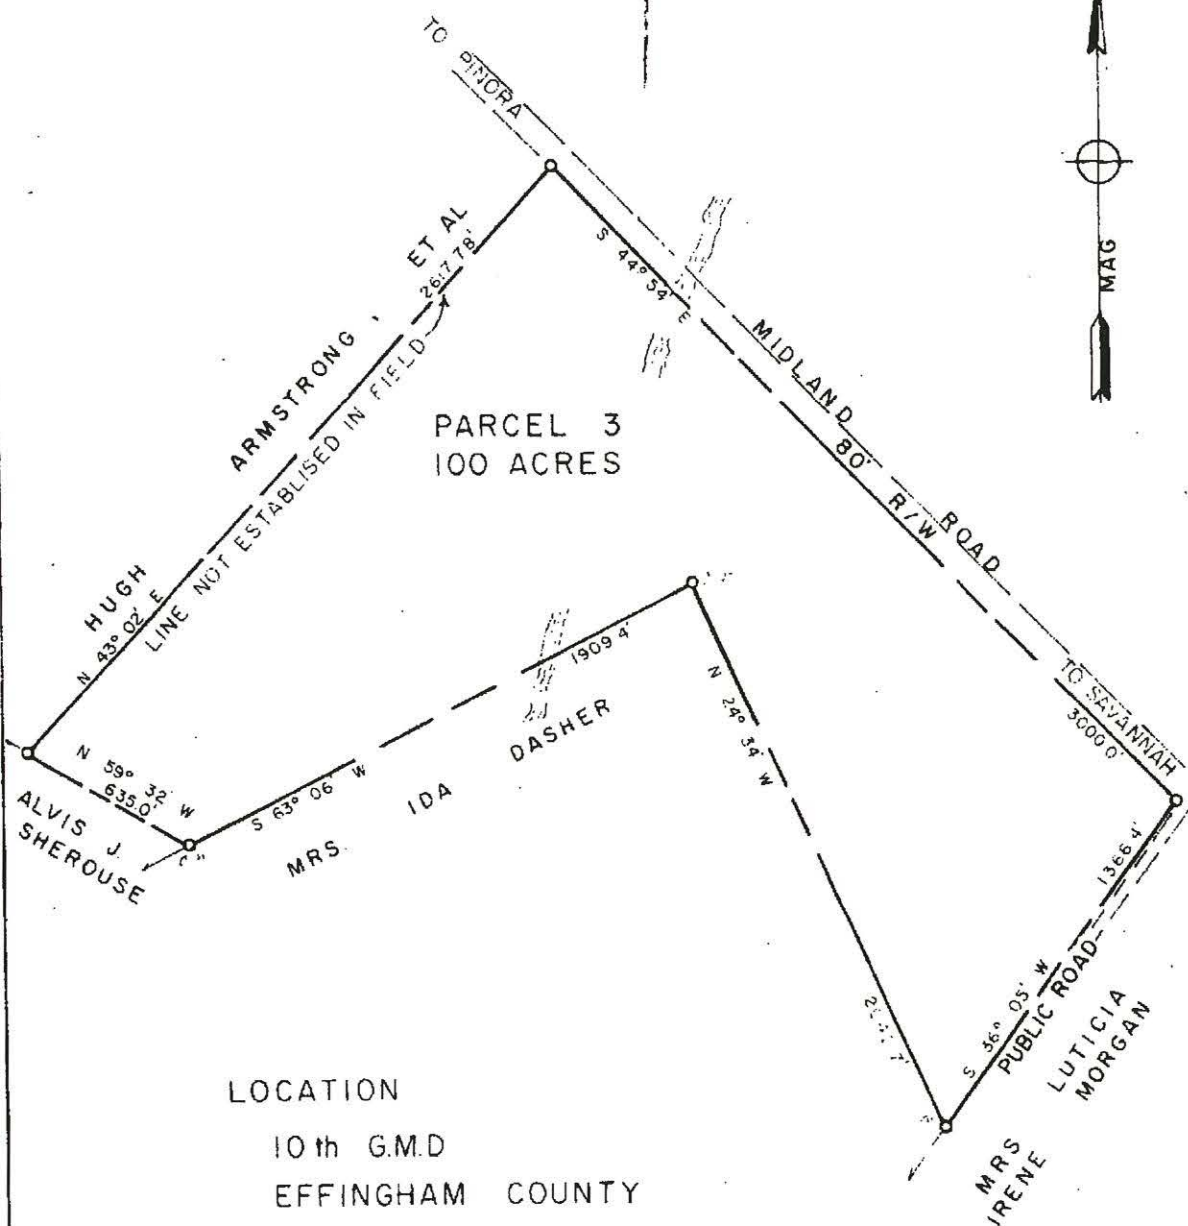 TO PINORA
MAG
S 44° 54' E
MIDLAND ROAD
80' R/W
TO SAVANNAH
3000.0'
HUGH ARMSTRONG, ET AL
N 43° 02' E
2617.78'
LINE NOT ESTABLISED IN FIELD
PARCEL 3
100 ACRES
1909.4'
S 63° 06' W
MRS. IDA DASHER
N 24° 34' W
N 59° 32' W
635.0'
ALVIS J.
SHEROUSE
1366.4'
S 36° 05' W
PUBLIC ROAD
LUTICIA
MORGAN
MRS
IRENE
LOCATION
10th G.M.D
EFFINGHAM COUNTY